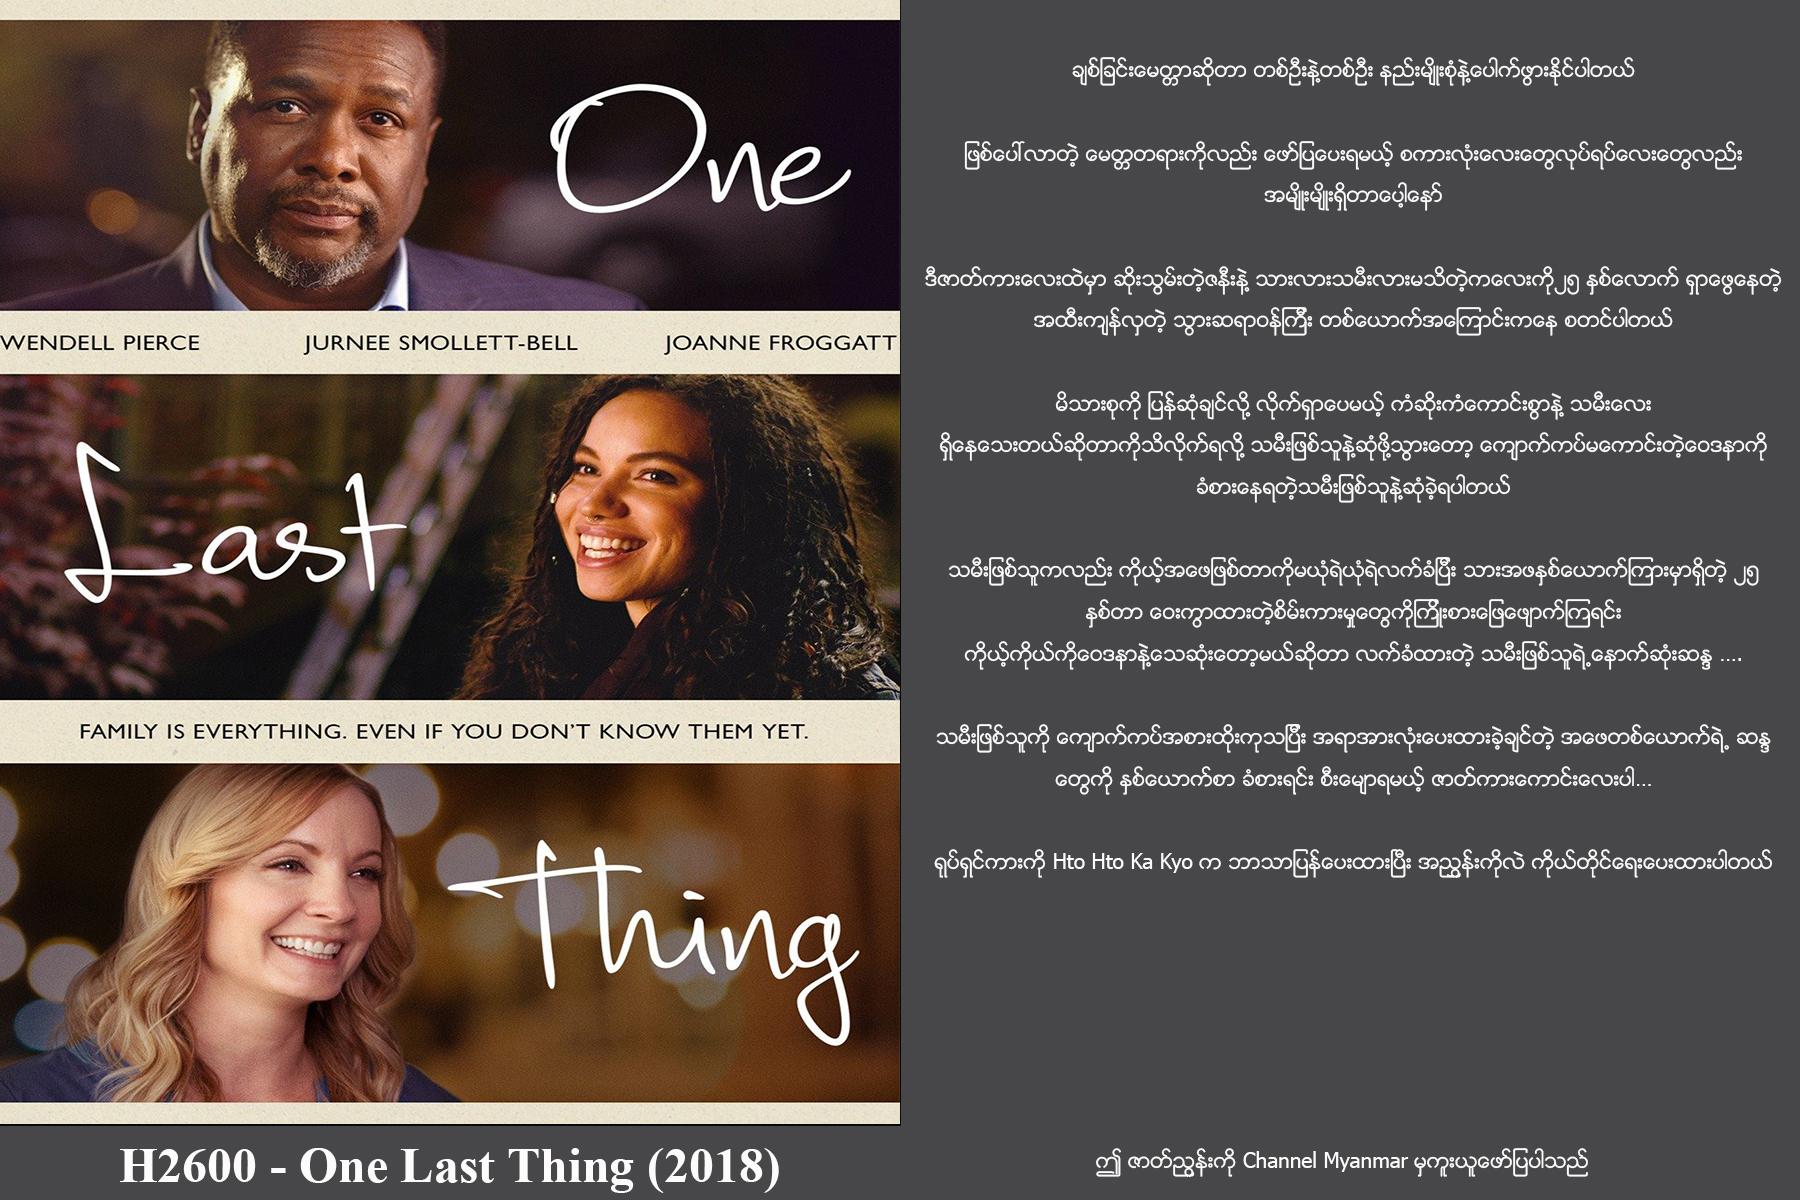 One
WENDELL PIERCE JURNEE SMOLLETT-BELL JOANNE FROGGATT
Last
FAMILY IS EVERYTHING. EVEN IF YOU DON'T KNOW THEM YET.
Thing
H2600 - One Last Thing (2018)
ချစ်ခြင်းမေတ္တာဆိုတာ တစ်ဦးနဲ့တစ်ဦး နည်းမျိုးစုံနဲ့ပေါက်ဖွားနိုင်ပါတယ်
ဖြစ်ပေါ်လာတဲ့ မေတ္တတရားကိုလည်း ဖော်ပြပေးရမယ့် စကားလုံးလေးတွေလုပ်ရပ်လေးတွေလည်း
အမျိုးမျိုးရှိတာပေါ့နော်
ဒီဇာတ်ကားလေးထဲမှာ ဆိုးသွမ်းတဲ့ဇနီးနဲ့ သားလားသမီးလားမသိတဲ့ကလေးကို၂၅ နှစ်လောက် ရှာဖွေနေတဲ့
အထီးကျန်လှတဲ့ သွားဆရာဝန်ကြီး တစ်ယောက်အကြောင်းကနေ စတင်ပါတယ်
မိသားစုကို ပြန်ဆုံချင်လို့ လိုက်ရှာပေမယ့် ကံဆိုးကံကောင်းစွာနဲ့ သမီးလေး
ရှိနေသေးတယ်ဆိုတာကိုသိလိုက်ရလို့ သမီးဖြစ်သူနဲ့ဆုံဖို့သွားတော့ ကျောက်ကပ်မကောင်းတဲ့ဝေဒနာကို
ခံစားနေရတဲ့သမီးဖြစ်သူနဲ့ဆုံခဲ့ရပါတယ်
သမီးဖြစ်သူကလည်း ကိုယ့်အဖေဖြစ်တာကိုမယုံရဲယုံရဲလက်ခံပြီး သားအဖနှစ်ယောက်ကြားမှာရှိတဲ့ ၂၅
နှစ်တာ ဝေးကွာထားတဲ့စိမ်းကားမှုတွေကိုကြိုးစားဖြေဖျောက်ကြရင်း
ကိုယ့်ကိုယ်ကိုဝေဒနာနဲ့သေဆုံးတော့မယ်ဆိုတာ လက်ခံထားတဲ့ သမီးဖြစ်သူရဲ့နောက်ဆုံးဆန္ဒ ....
သမီးဖြစ်သူကို ကျောက်ကပ်အစားထိုးကုသပြီး အရာအားလုံးပေးထားခဲ့ချင်တဲ့ အဖေတစ်ယောက်ရဲ့ ဆန္ဒ
တွေကို နှစ်ယောက်စာ ခံစားရင်း စီးမျောရမယ့် ဇာတ်ကားကောင်းလေးပါ...
ရုပ်ရှင်ကားကို Hto Hto Ka Kyo က ဘာသာပြန်ပေးထားပြီး အညွှန်းကိုလဲ ကိုယ်တိုင်ရေးပေးထားပါတယ်
ဤ ဇာတ်ညွှန်းကို Channel Myanmar မှကူးယူဖော်ပြပါသည်